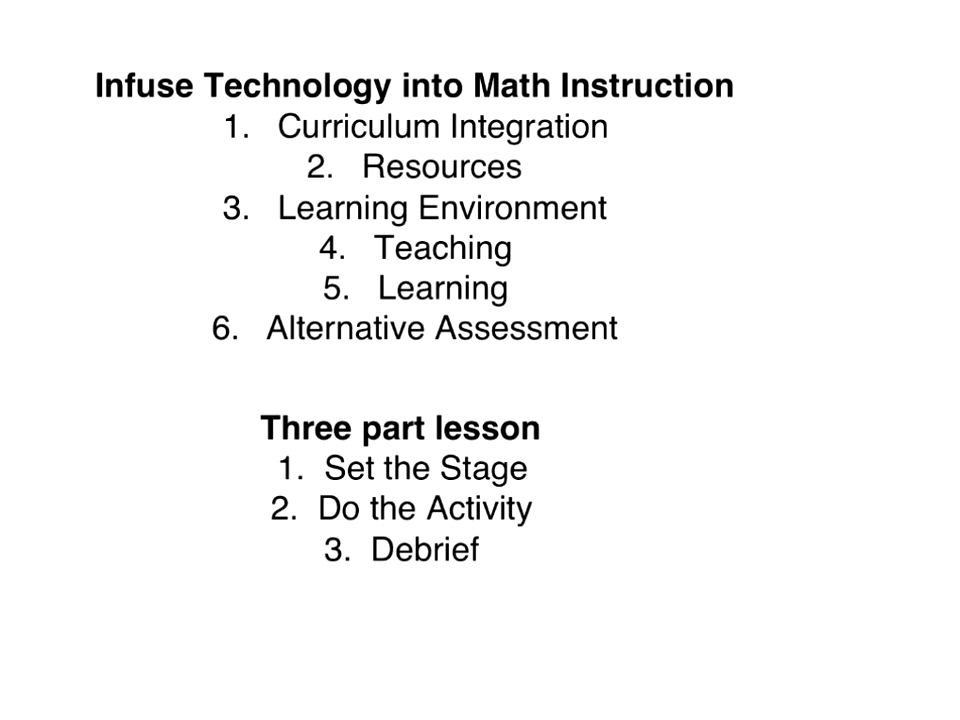 Infuse Technology into Math Instruction
1. Curriculum Integration
2. Resources
3. Learning Environment
4. Teaching
5. Learning
6. Alternative Assessment
Three part lesson
1. Set the Stage
2. Do the Activity
3. Debrief